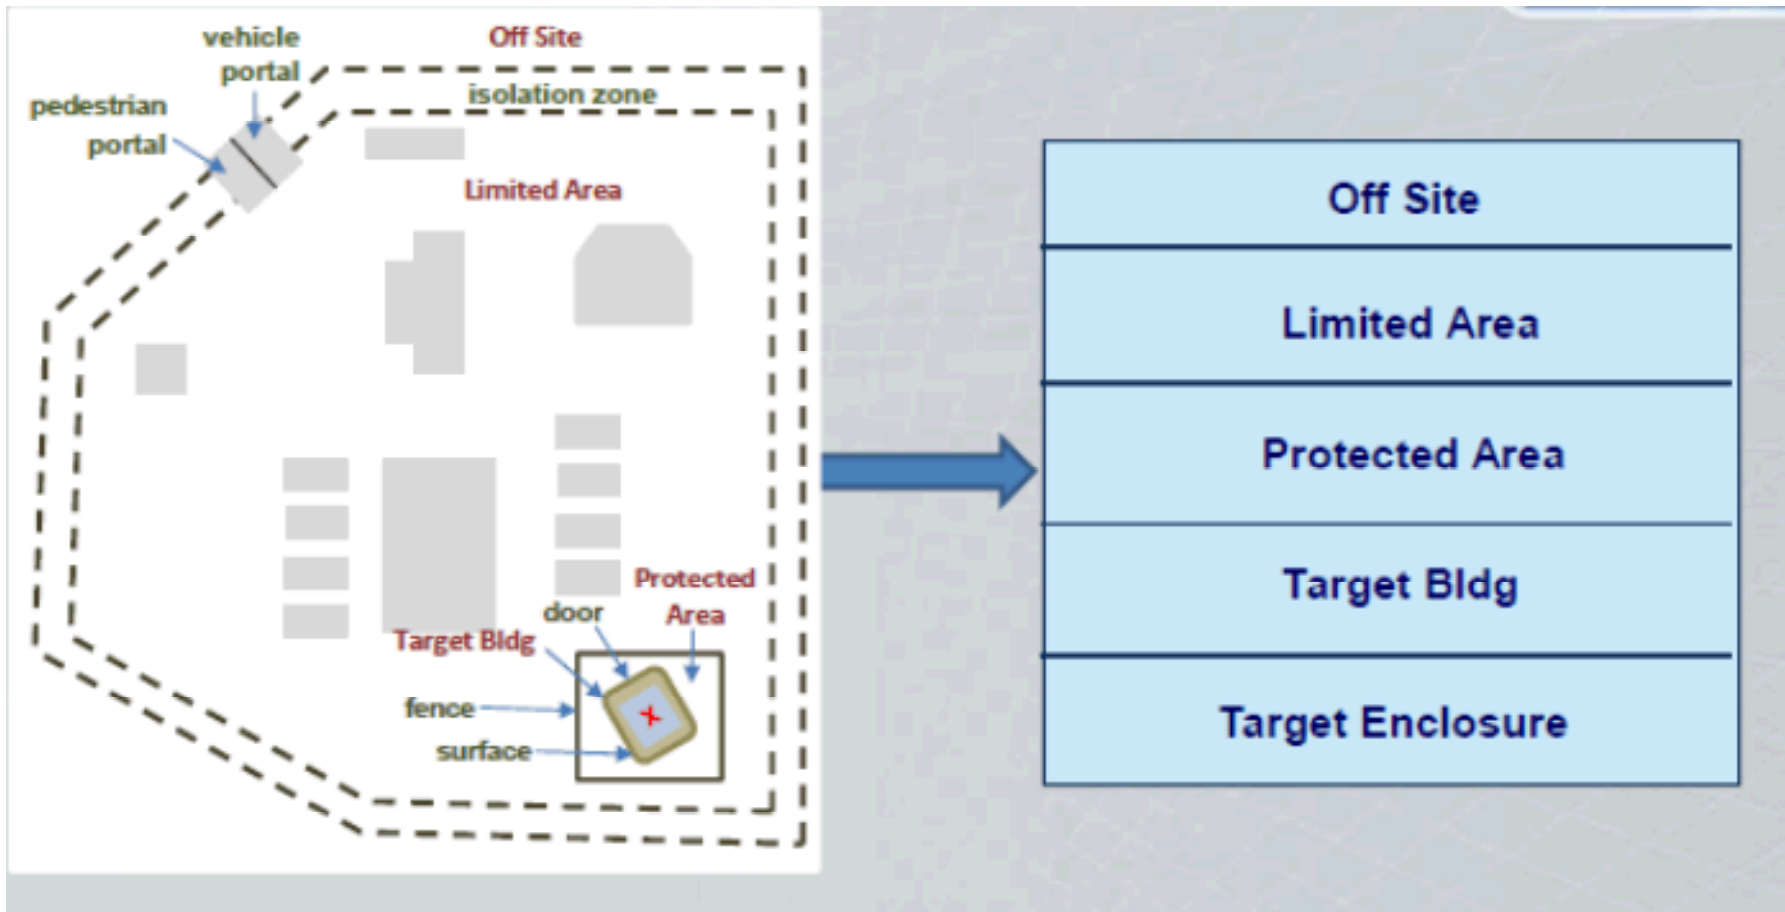 vehicle
portal
Off Site
isolation zone
pedestrian
portal
Limited Area
Protected
Area
door
Target Bldg
fence
surface
Off Site
Limited Area
Protected Area
Target Bldg
Target Enclosure